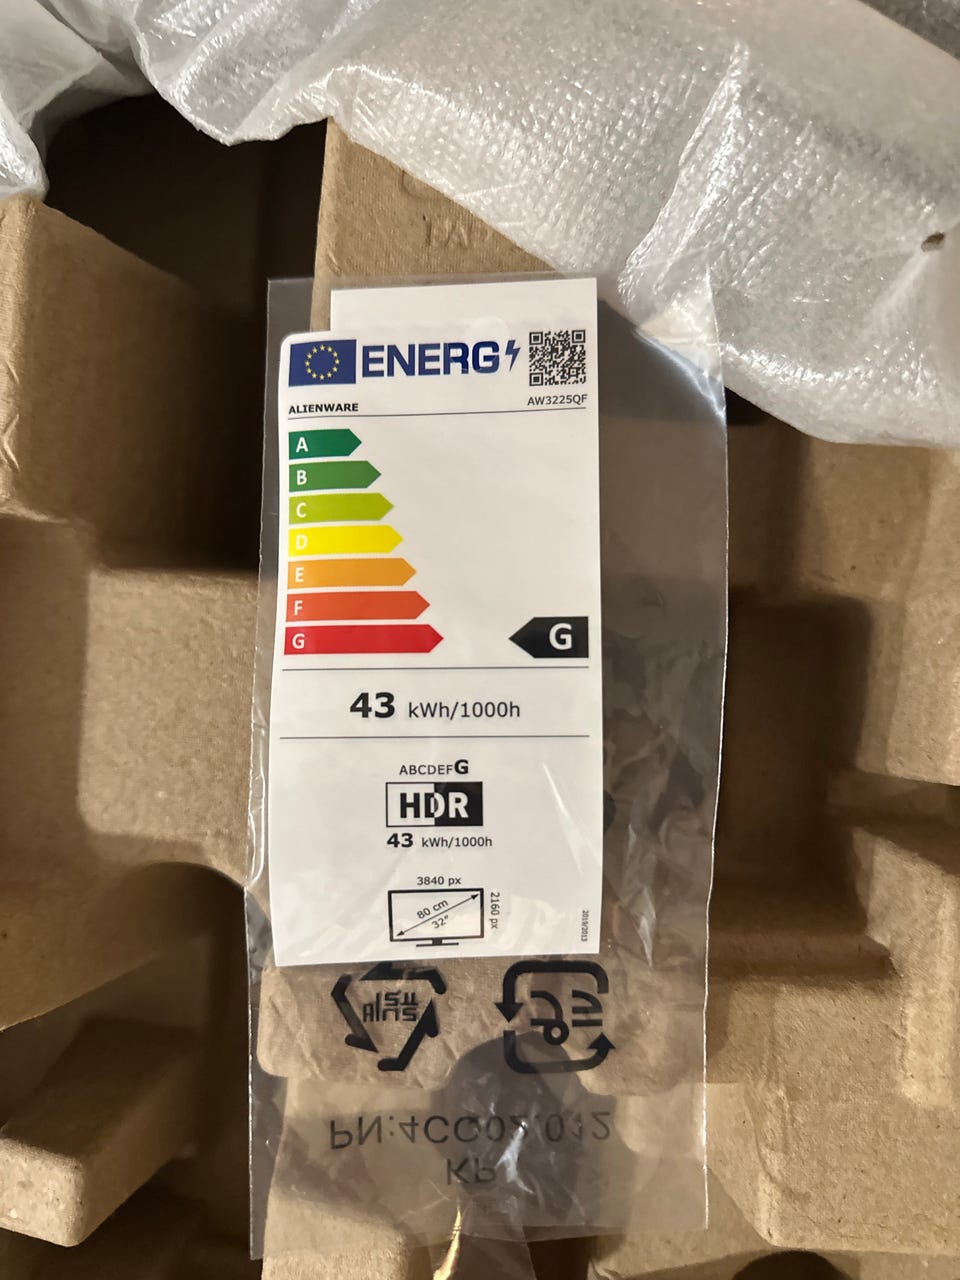 ENERG
ALIENWARE
AW3225QF
A
B
C
D
E
F
G
G
43 kWh/1000h
ABCDEFG
HDR
43 kWh/1000h
3840 px
80 cm
32"
2160 px
2019/2013